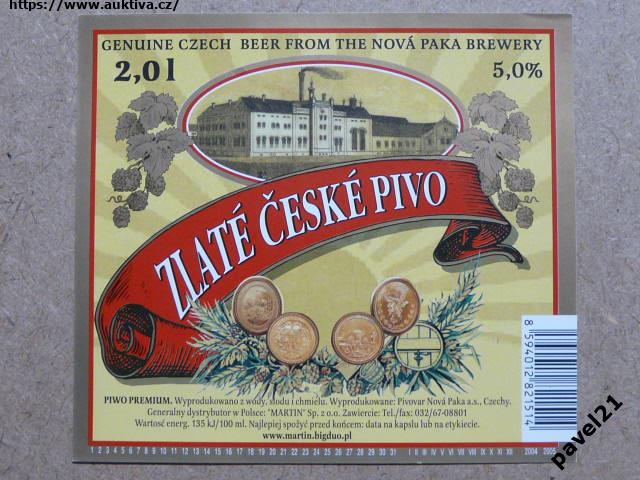 https://www.auktiva.cz/
GENUINE CZECH BEER FROM THE NOVÁ PAKA BREWERY
2,0 l
5,0%
ZLATÉ ČESKÉ PIVO
PIWO PREMIUM. Wyprodukowano z wody, słodu i chmielu. Wyprodukowane: Pivovar Nová Paka a.s., Czechy.
Generalny dystrybutor w Polsce: "MARTIN" Sp. z o.o. Zawiercie: Tel./fax: 032/67-08801
Wartość energ. 135 kJ/100 ml. Najlepiej spożyć przed końcem: data na kapslu lub na etykiecie.
www.martin.bigduo.pl
1 2 3 4 5 6 7 8 9 10 11 12 13 14 15 16 17 18 19 20 21 22 23 24 25 26 27 28 29 30 31 I II III IV V VI VII VIII IX X XI XII 2004 2005
8 594012 821514
pavel21